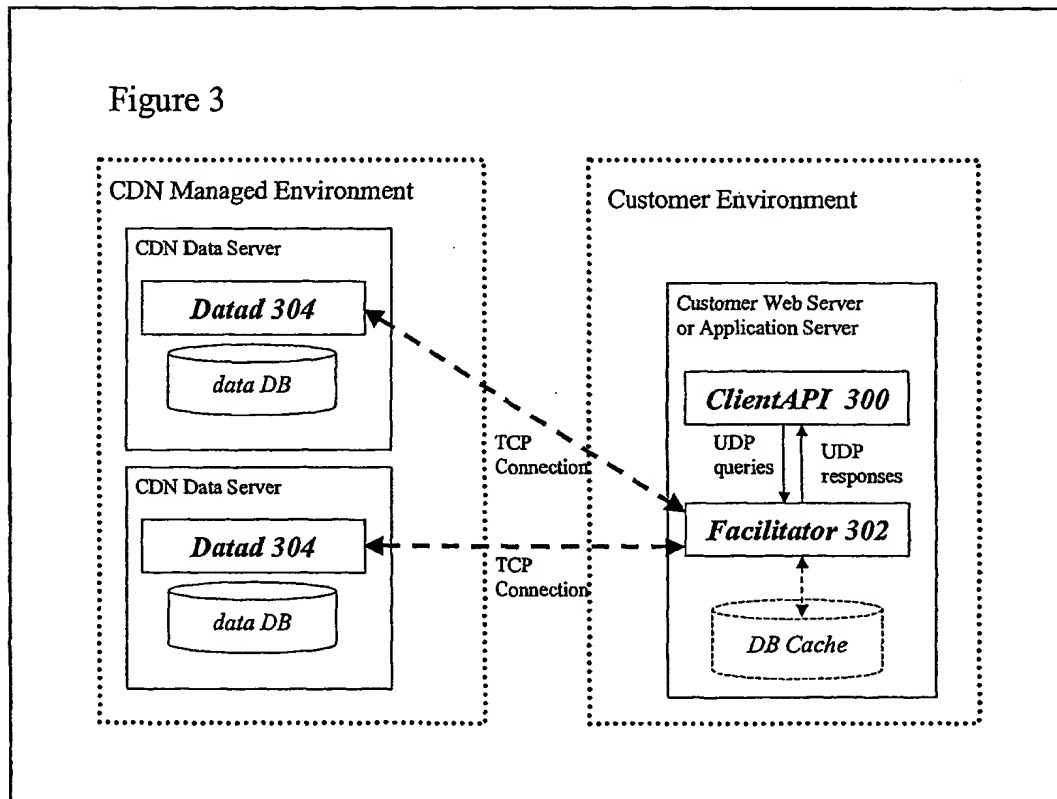 Figure 3
CDN Managed Environment
CDN Data Server
Datad 304
data DB
CDN Data Server
Datad 304
data DB
TCP
Connection
TCP
Connection
Customer Environment
Customer Web Server
or Application Server
ClientAPI 300
UDP
queries
UDP
responses
Facilitator 302
DB Cache